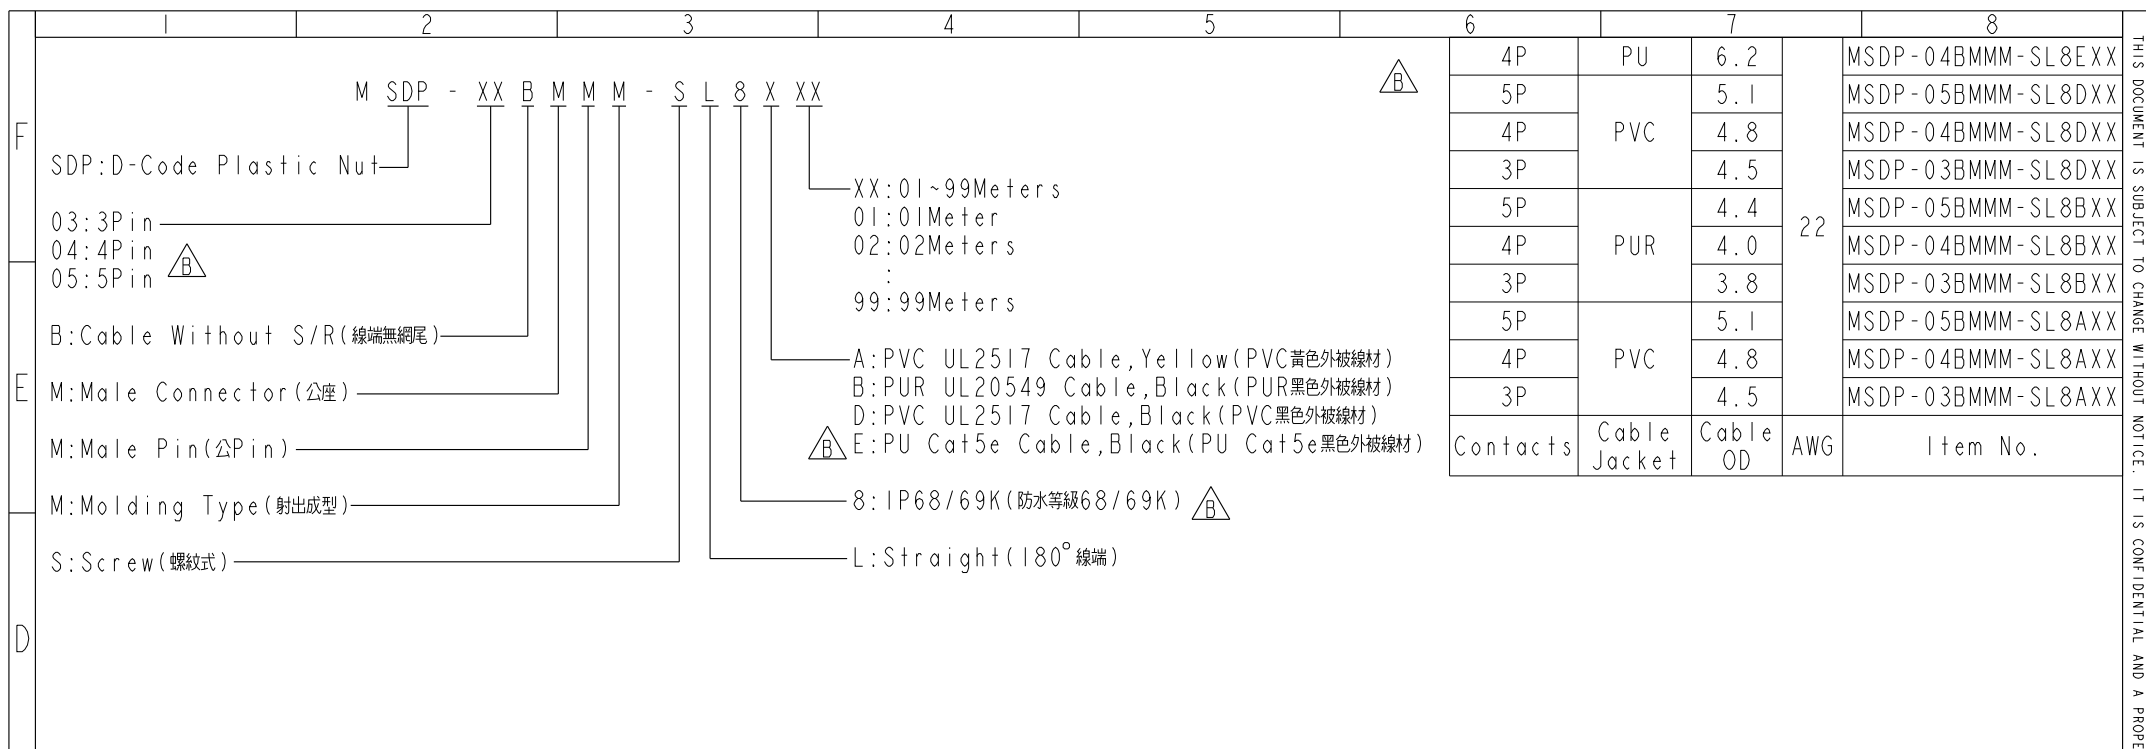 1 2 3 4 5 6 7 8
F
E
D
M SDP - XX B M M M - S L 8 X XX
SDP:D-Code Plastic Nut
03:3Pin
04:4Pin
05:5Pin
B
B:Cable Without S/R(線端無網尾)
M:Male Connector(公座)
M:Male Pin(公Pin)
M:Molding Type(射出成型)
S:Screw(螺紋式)
XX:01~99Meters
01:01Meter
02:02Meters
:
99:99Meters
A:PVC UL2517 Cable,Yellow(PVC黃色外被線材)
B:PUR UL20549 Cable,Black(PUR黑色外被線材)
D:PVC UL2517 Cable,Black(PVC黑色外被線材)
B E:PU Cat5e Cable,Black(PU Cat5e黑色外被線材)
8:IP68/69K(防水等級68/69K) B
L:Straight(180°線端)
B
4P PU 6.2 MSDP-04BMMM-SL8EXX
5P 5.1 MSDP-05BMMM-SL8DXX
4P PVC 4.8 MSDP-04BMMM-SL8DXX
3P 4.5 MSDP-03BMMM-SL8DXX
5P 4.4 22 MSDP-05BMMM-SL8BXX
4P PUR 4.0 MSDP-04BMMM-SL8BXX
3P 3.8 MSDP-03BMMM-SL8BXX
5P 5.1 MSDP-05BMMM-SL8AXX
4P PVC 4.8 MSDP-04BMMM-SL8AXX
3P 4.5 MSDP-03BMMM-SL8AXX
Contacts Cable Jacket Cable OD AWG Item No.
THIS DOCUMENT IS SUBJECT TO CHANGE WITHOUT NOTICE. IT IS CONFIDENTIAL AND A PROPE